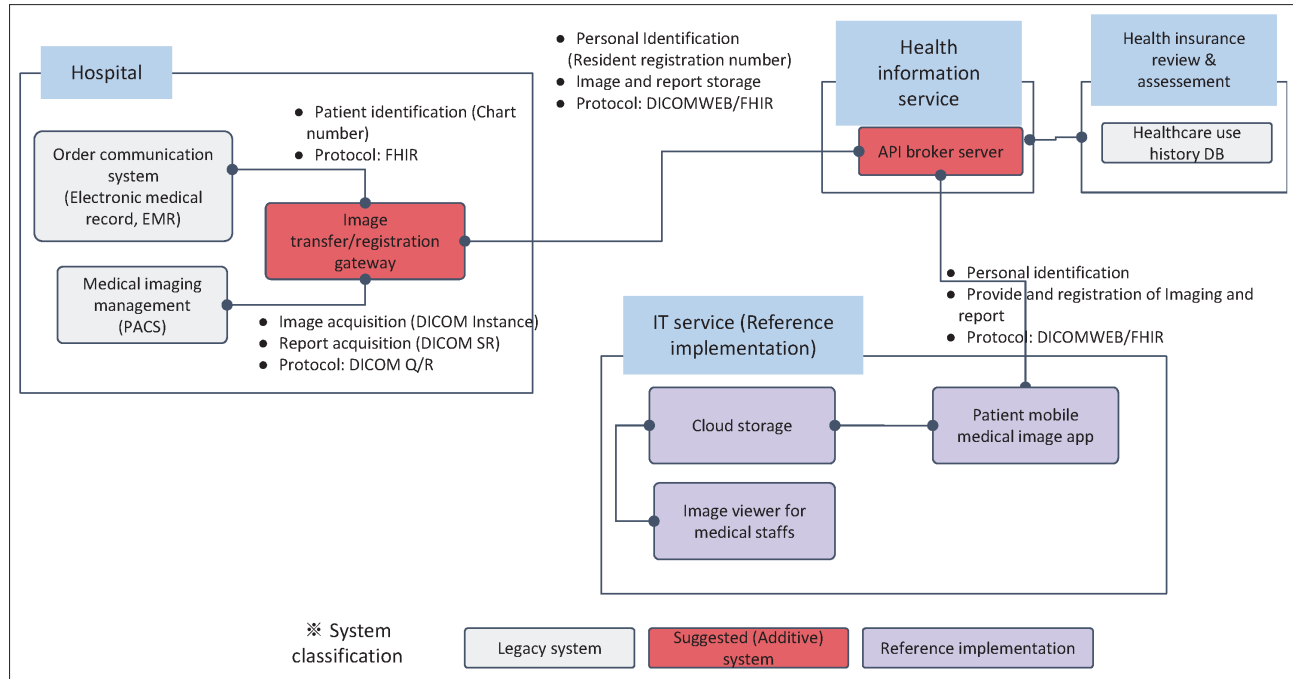 Hospital
● Patient identification (Chart
number)
● Protocol: FHIR
Order communication
system
(Electronic medical
record, EMR)
Image
transfer/registration
gateway
Medical imaging
management
(PACS)
● Image acquisition (DICOM Instance)
● Report acquisition (DICOM SR)
● Protocol: DICOM Q/R
● Personal Identification
(Resident registration number)
● Image and report storage
● Protocol: DICOMWEB/FHIR
Health
information
service
API broker server
Health insurance
review &
assessement
Healthcare use
history DB
● Personal identification
● Provide and registration of Imaging and
report
● Protocol: DICOMWEB/FHIR
IT service (Reference
implementation)
Cloud storage
Patient mobile
medical image app
Image viewer for
medical staffs
※ System
classification
Legacy system
Suggested (Additive)
system
Reference implementation